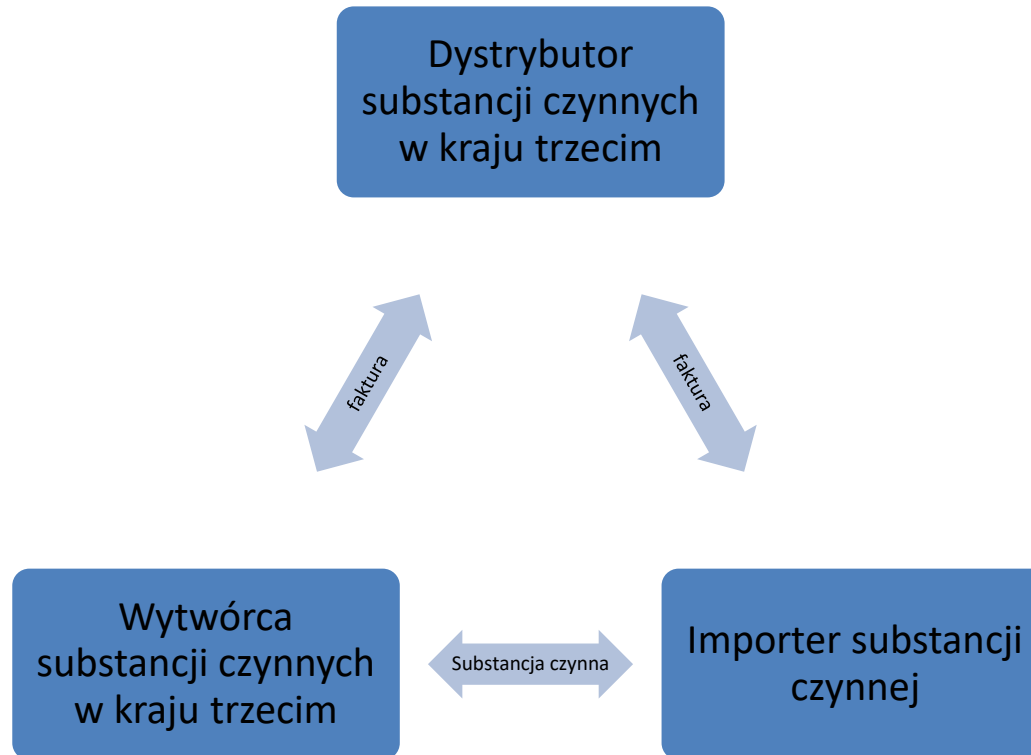 Dystrybutor
substancji czynnych
w kraju trzecim
faktura
faktura
Wytwórca
substancji czynnych
w kraju trzecim
Substancja czynna
Importer substancji
czynnej